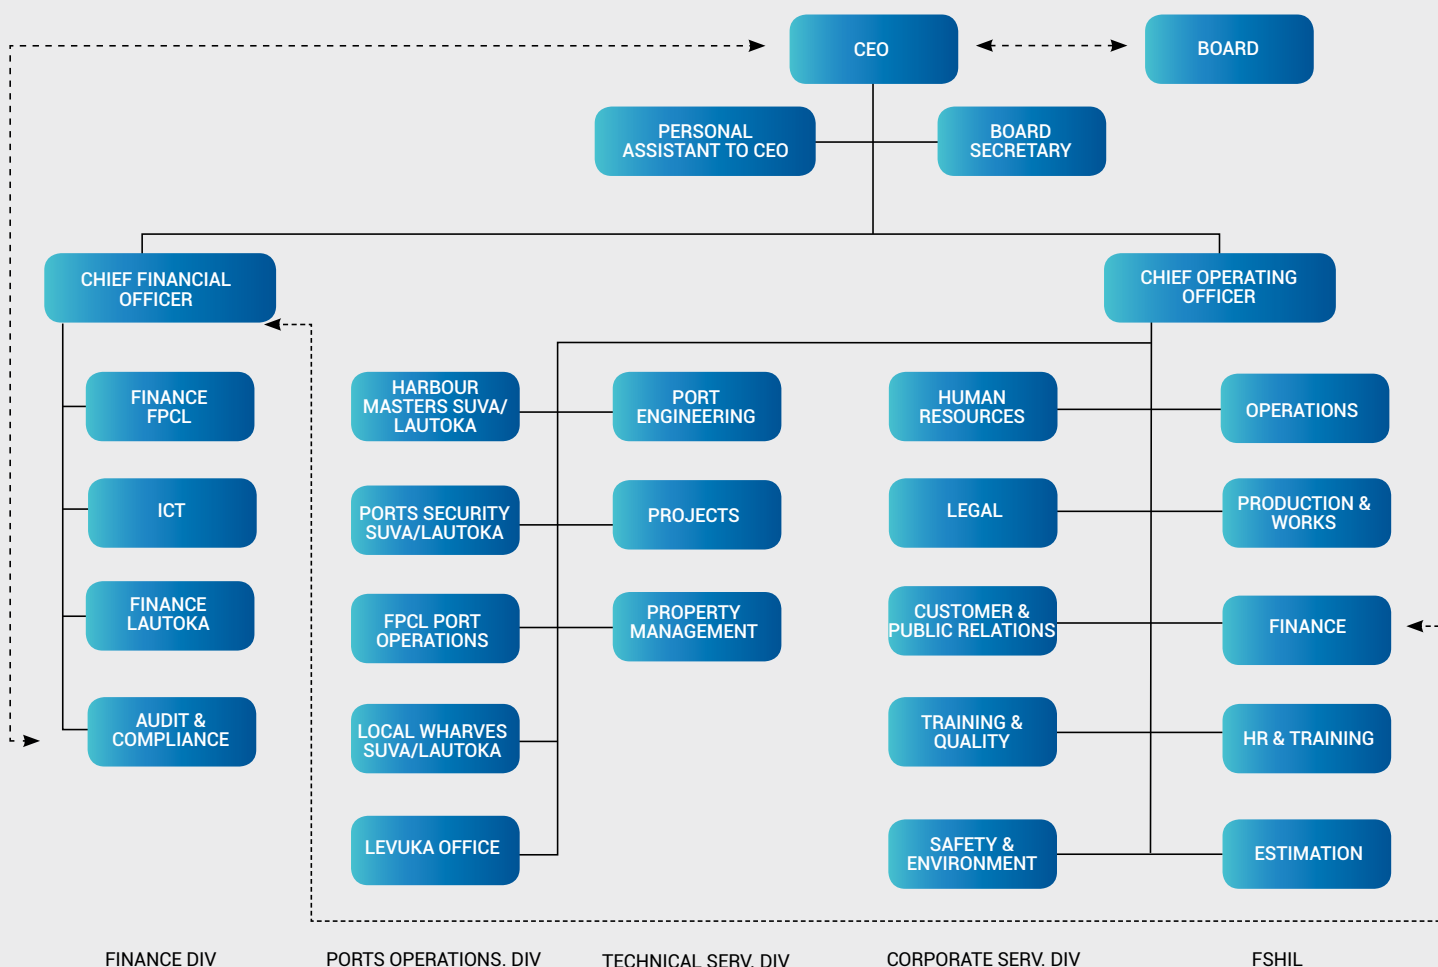 CEO
BOARD
PERSONAL
ASSISTANT TO CEO
BOARD
SECRETARY
CHIEF FINANCIAL
OFFICER
CHIEF OPERATING
OFFICER
FINANCE
FPCL
ICT
FINANCE
LAUTOKA
AUDIT &
COMPLIANCE
HARBOUR
MASTERS SUVA/
LAUTOKA
PORTS SECURITY
SUVA/LAUTOKA
FPCL PORT
OPERATIONS
LOCAL WHARVES
SUVA/LAUTOKA
LEVUKA OFFICE
PORT
ENGINEERING
PROJECTS
PROPERTY
MANAGEMENT
HUMAN
RESOURCES
LEGAL
CUSTOMER &
PUBLIC RELATIONS
TRAINING &
QUALITY
SAFETY &
ENVIRONMENT
OPERATIONS
PRODUCTION &
WORKS
FINANCE
HR & TRAINING
ESTIMATION
FINANCE DIV
PORTS OPERATIONS. DIV
TECHNICAL SERV. DIV
CORPORATE SERV. DIV
FSHIL